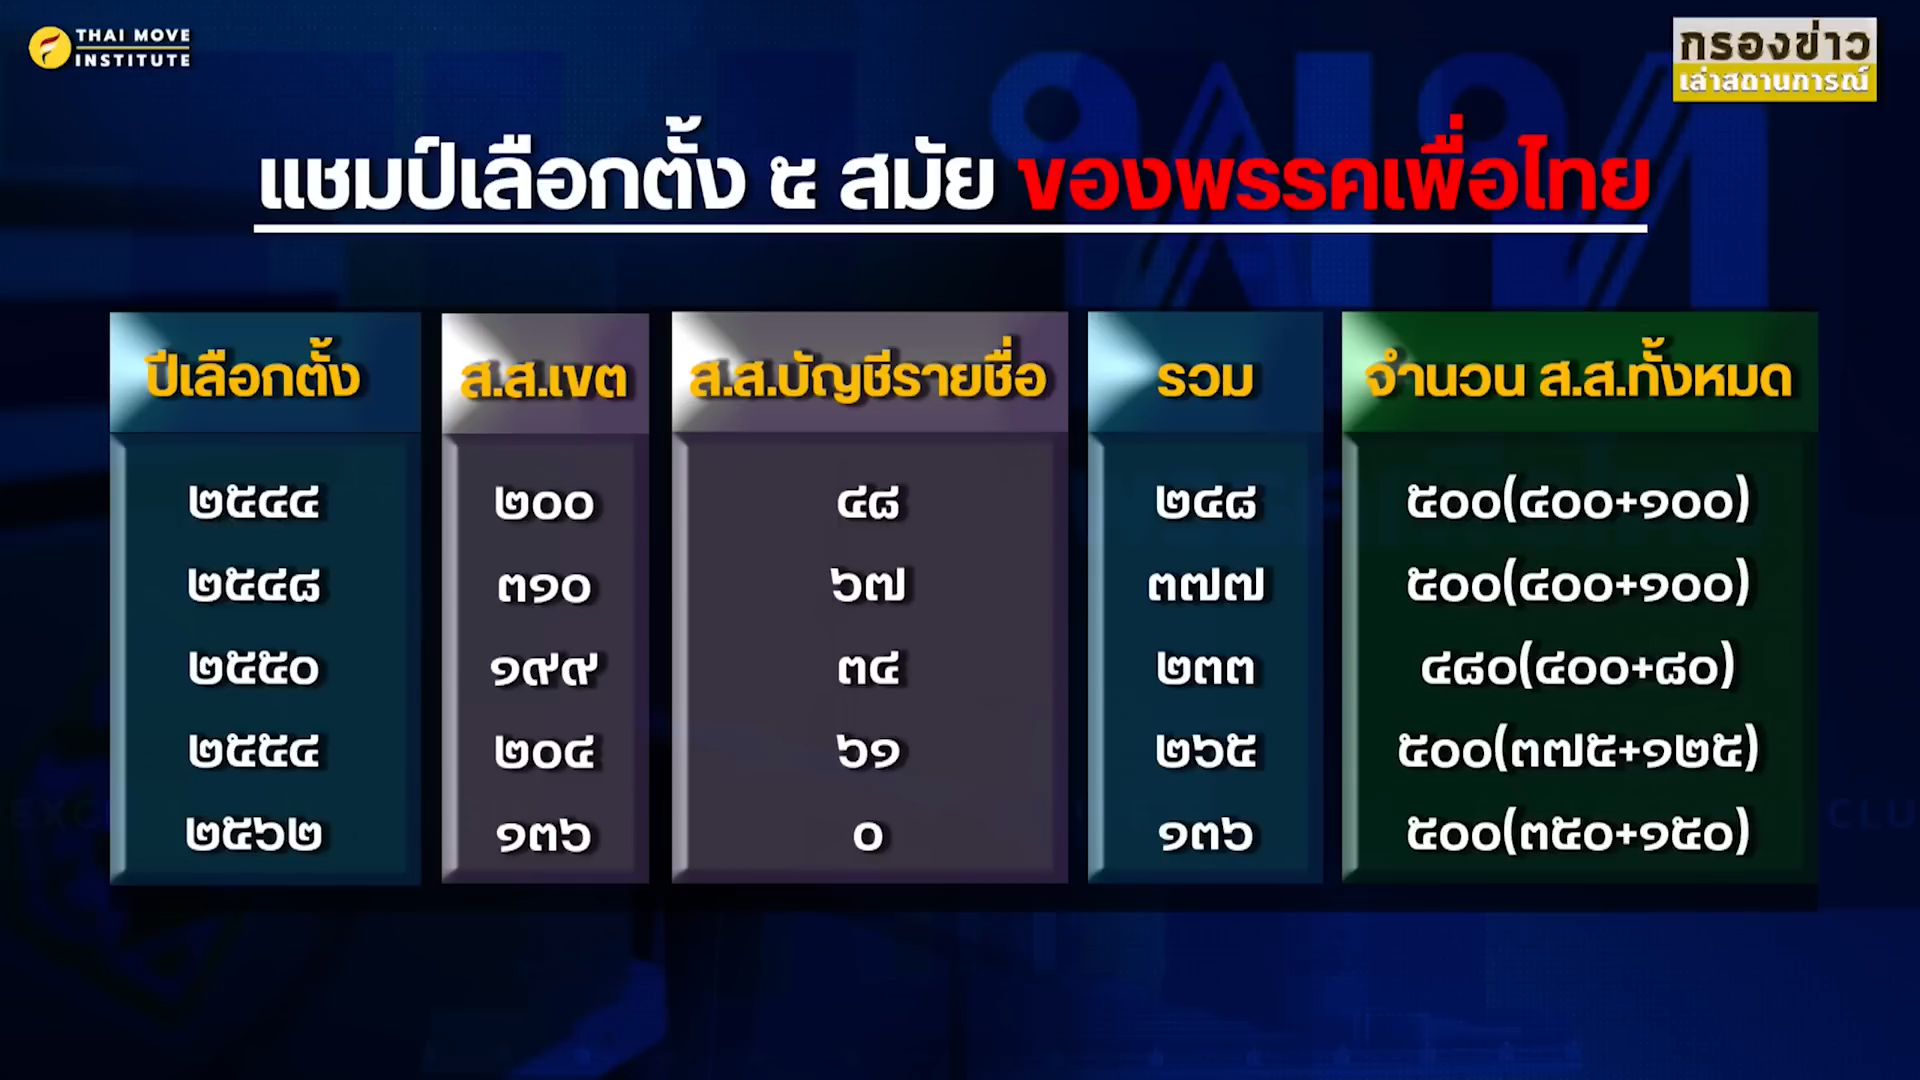 THAI MOVE
INSTITUTE
กรองข่าว
เล่าสถานการณ์
แชมป์เลือกตั้ง ๕ สมัย ของพรรคเพื่อไทย
ปีเลือกตั้ง ส.ส.เขต ส.ส.บัญชีรายชื่อ รวม จำนวน ส.ส.ทั้งหมด
๒๕๔๔ ๒๐๐ ๔๘ ๒๔๘ ๕๐๐(๔๐๐+๑๐๐)
๒๕๔๘ ๓๑๐ ๖๗ ๓๗๗ ๕๐๐(๔๐๐+๑๐๐)
๒๕๕๐ ๑๙๙ ๓๔ ๒๓๓ ๔๘๐(๔๐๐+๘๐)
๒๕๕๔ ๒๐๔ ๖๑ ๒๖๕ ๕๐๐(๓๗๕+๑๒๕)
๒๕๖๒ ๑๓๖ ๐ ๑๓๖ ๕๐๐(๓๕๐+๑๕๐)